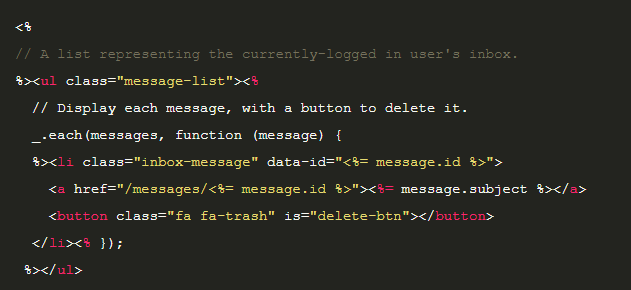 <%
// A list representing the currently-logged in user's inbox.
%><ul class="message-list"><%
// Display each message, with a button to delete it.
_.each(messages, function (message) {
%><li class="inbox-message" data-id="<%= message.id %>">
<a href="/messages/<%= message.id %>"><%= message.subject %></a>
<button class="fa fa-trash" is="delete-btn"></button>
</li><% });
%></ul>